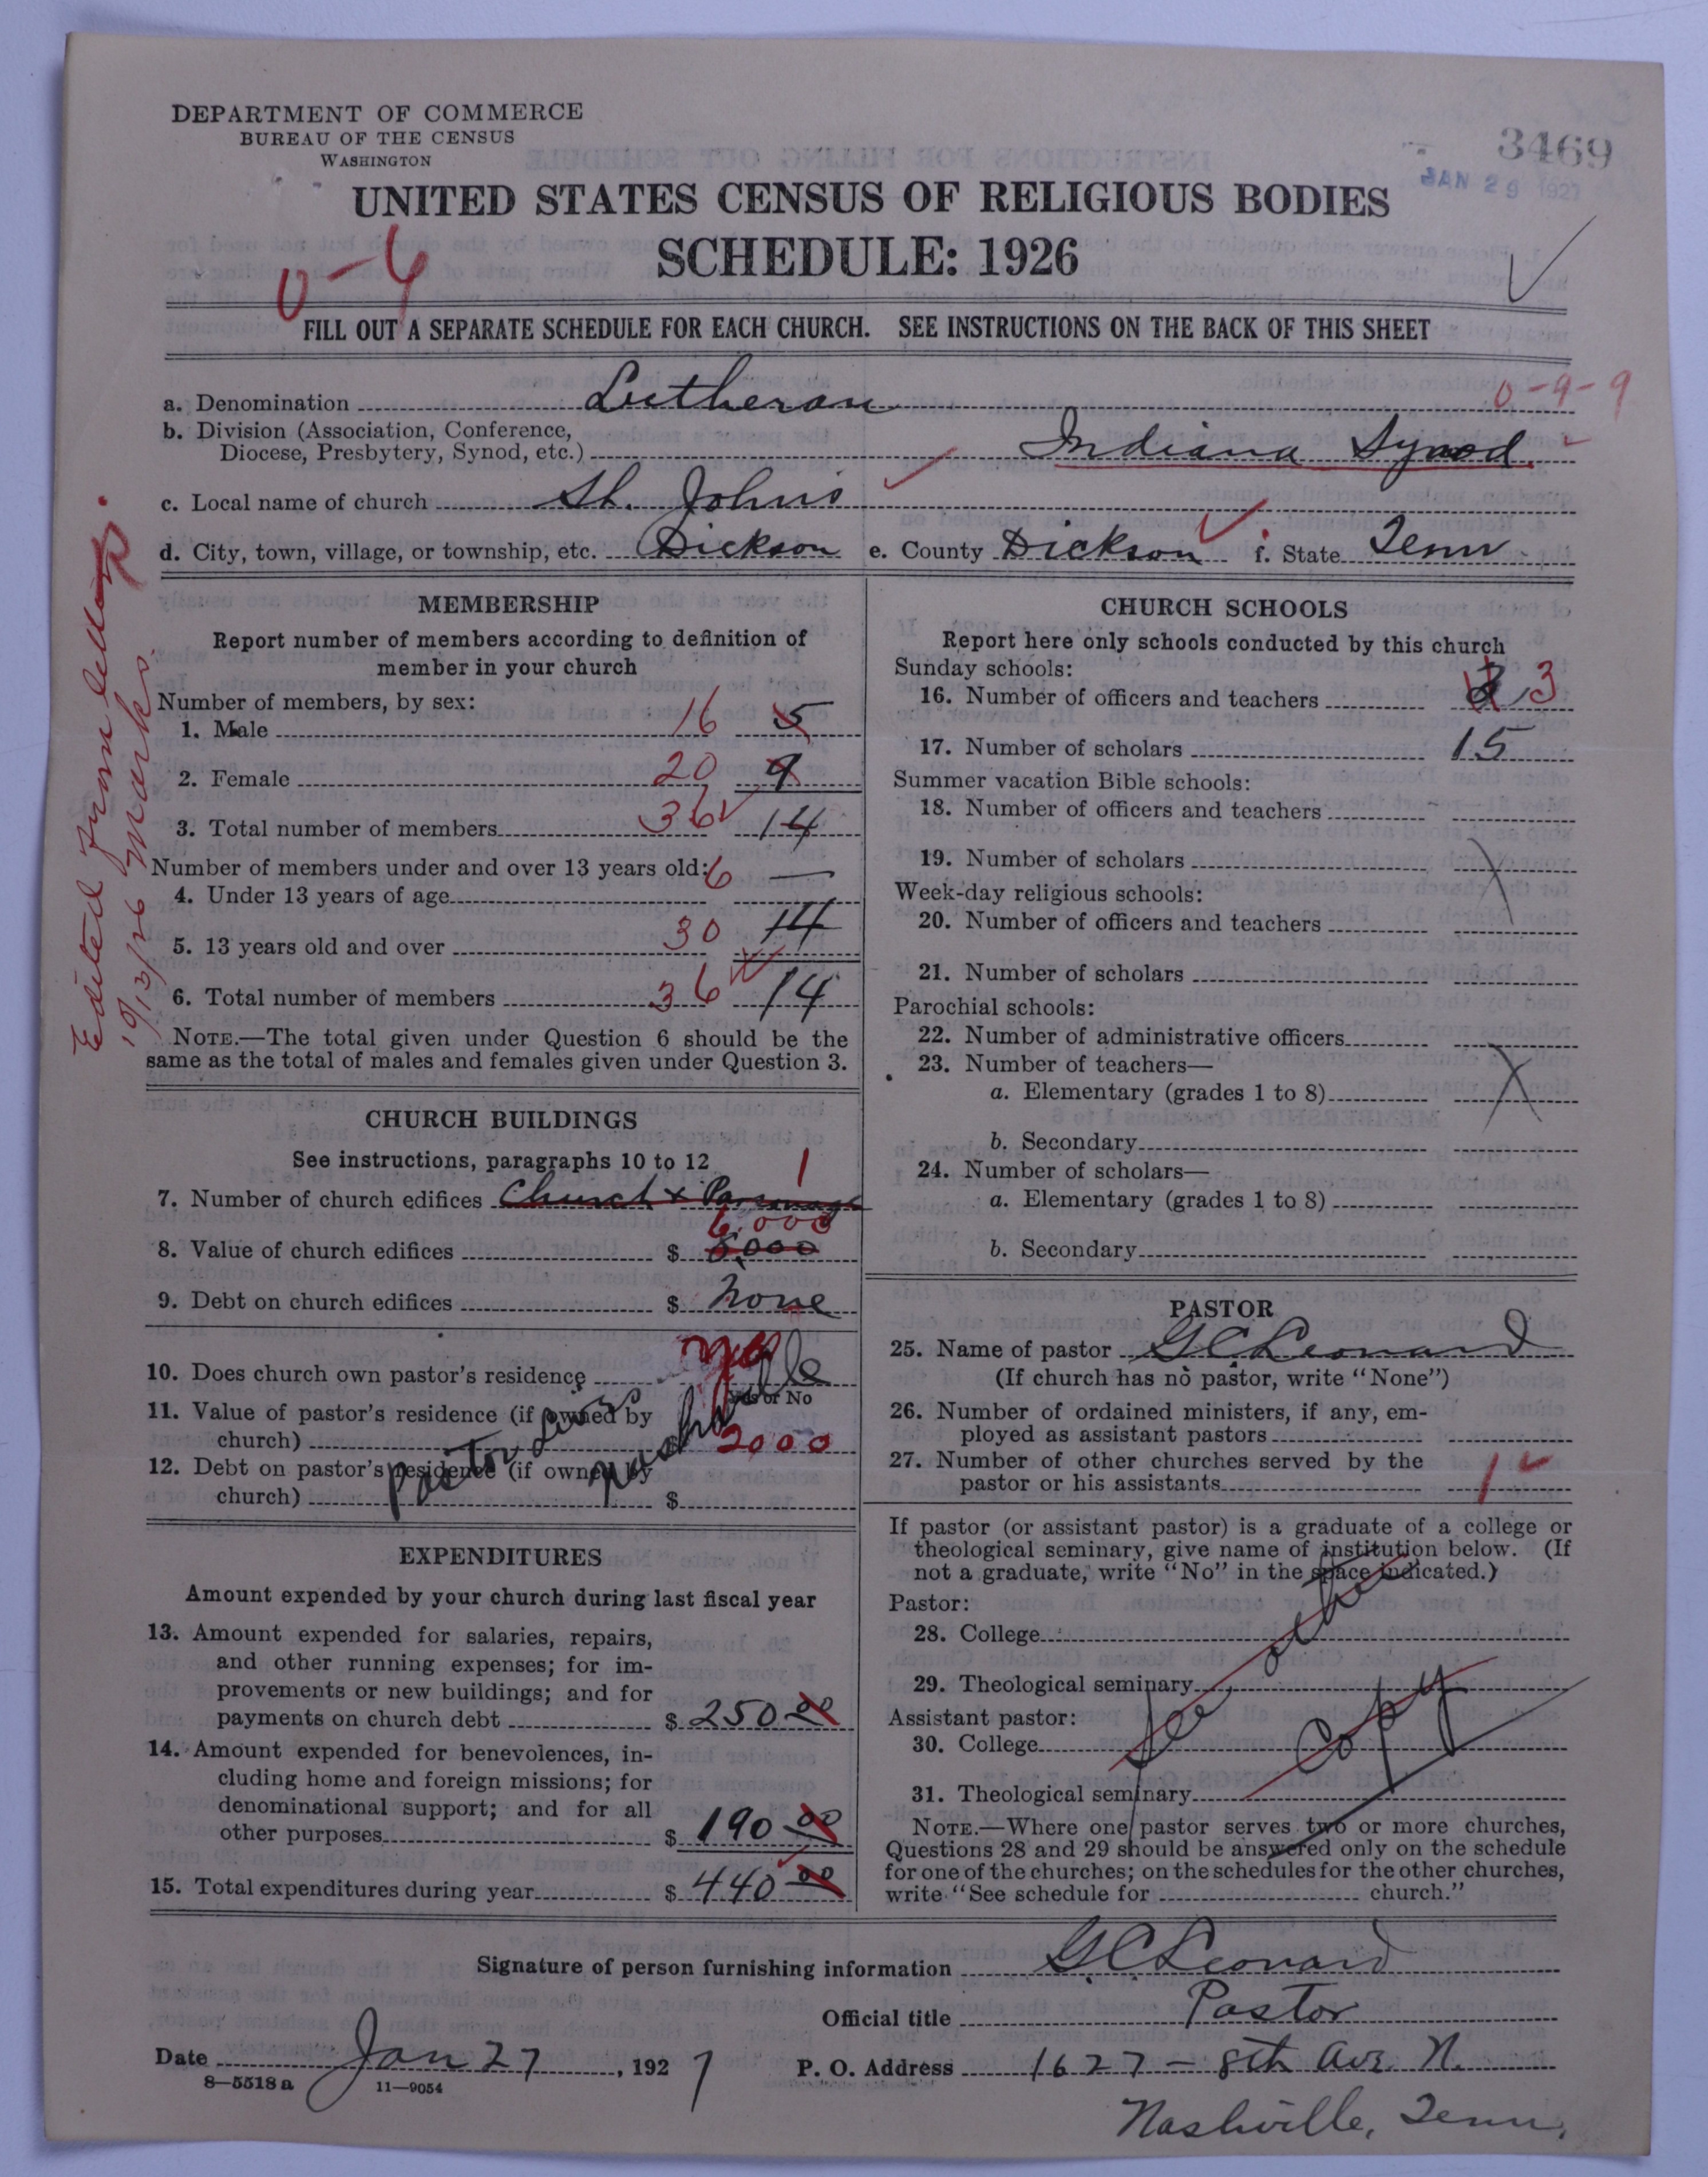 DEPARTMENT OF COMMERCE
BUREAU OF THE CENSUS
WASHINGTON
3469
JAN 29 1927
UNITED STATES CENSUS OF RELIGIOUS BODIES
SCHEDULE: 1926
0-4
FILL OUT A SEPARATE SCHEDULE FOR EACH CHURCH. SEE INSTRUCTIONS ON THE BACK OF THIS SHEET
a. Denomination Lutheran 0-9-9
b. Division (Association, Conference,
Diocese, Presbytery, Synod, etc.) Indiana Synod.
c. Local name of church St. Johns
d. City, town, village, or township, etc. Dickson e. County Dickson f. State Tenn.
Edited from
1913/26 Marks.
MEMBERSHIP
Report number of members according to definition of
member in your church
Number of members, by sex:
1. Male 16 5
2. Female 20 9
3. Total number of members 36 14
Number of members under and over 13 years old:
4. Under 13 years of age 6 —
5. 13 years old and over 30 14
6. Total number of members 36 14
NOTE.—The total given under Question 6 should be the
same as the total of males and females given under Question 3.
CHURCH BUILDINGS
See instructions, paragraphs 10 to 12
7. Number of church edifices Church & Parsonage 1
8. Value of church edifices $ 8,000 6,000
9. Debt on church edifices $ None
10. Does church own pastor's residence yes
Yes or No
11. Value of pastor's residence (if owned by
church) $ 2000
12. Debt on pastor's residence (if owned by
church) $
Pastor Lives Nashville
EXPENDITURES
Amount expended by your church during last fiscal year
13. Amount expended for salaries, repairs,
and other running expenses; for im-
provements or new buildings; and for
payments on church debt $ 250 00
14. Amount expended for benevolences, in-
cluding home and foreign missions; for
denominational support; and for all
other purposes $ 190 00
15. Total expenditures during year $ 440 00
CHURCH SCHOOLS
Report here only schools conducted by this church
Sunday schools:
16. Number of officers and teachers 3
17. Number of scholars 15
Summer vacation Bible schools:
18. Number of officers and teachers
19. Number of scholars
Week-day religious schools:
20. Number of officers and teachers
21. Number of scholars
Parochial schools:
22. Number of administrative officers
23. Number of teachers—
a. Elementary (grades 1 to 8)
b. Secondary
24. Number of scholars—
a. Elementary (grades 1 to 8)
b. Secondary
PASTOR
25. Name of pastor G C Leonard
(If church has no pastor, write "None")
26. Number of ordained ministers, if any, em-
ployed as assistant pastors
27. Number of other churches served by the
pastor or his assistants 1
If pastor (or assistant pastor) is a graduate of a college or
theological seminary, give name of institution below. (If
not a graduate, write "No" in the space indicated.)
Pastor:
28. College
29. Theological seminary
Assistant pastor:
30. College
31. Theological seminary
See other copy
NOTE.—Where one pastor serves two or more churches,
Questions 28 and 29 should be answered only on the schedule
for one of the churches; on the schedules for the other churches,
write "See schedule for church."
Signature of person furnishing information G C Leonard
Official title Pastor
Date Jan 27, 1927 P. O. Address 1627 - 8th Ave. N.
8—5518a 11—9054
Nashville, Tenn.